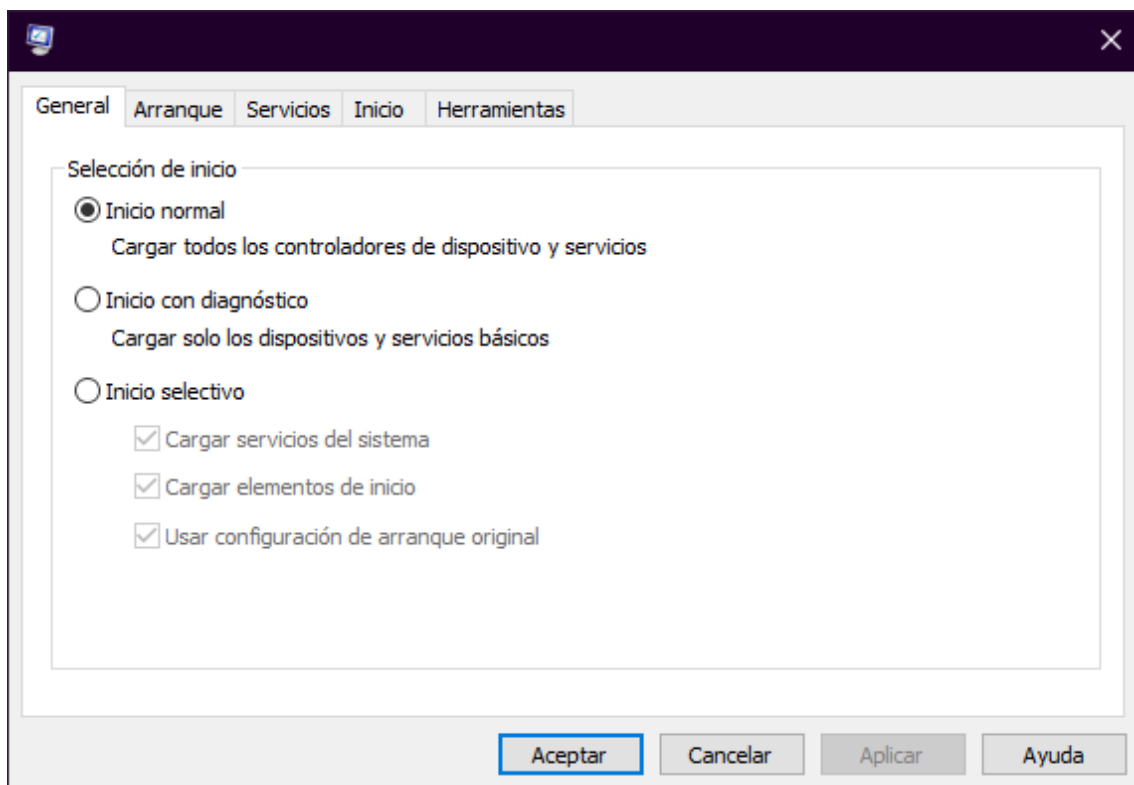 General Arranque Servicios Inicio Herramientas
Selección de inicio
Inicio normal
Cargar todos los controladores de dispositivo y servicios
Inicio con diagnóstico
Cargar solo los dispositivos y servicios básicos
Inicio selectivo
Cargar servicios del sistema
Cargar elementos de inicio
Usar configuración de arranque original
Aceptar Cancelar Aplicar Ayuda